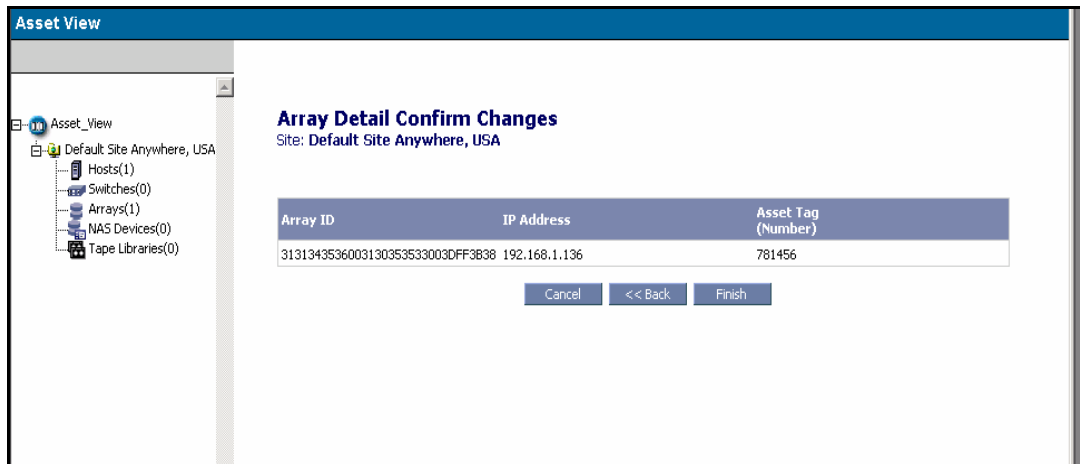 Asset View
Asset_View
Default Site Anywhere, USA
Hosts(1)
Switches(0)
Arrays(1)
NAS Devices(0)
Tape Libraries(0)
Array Detail Confirm Changes
Site: Default Site Anywhere, USA
Array ID IP Address Asset Tag (Number)
3131343536003130353533003DFF3B38 192.168.1.136 781456
Cancel << Back Finish